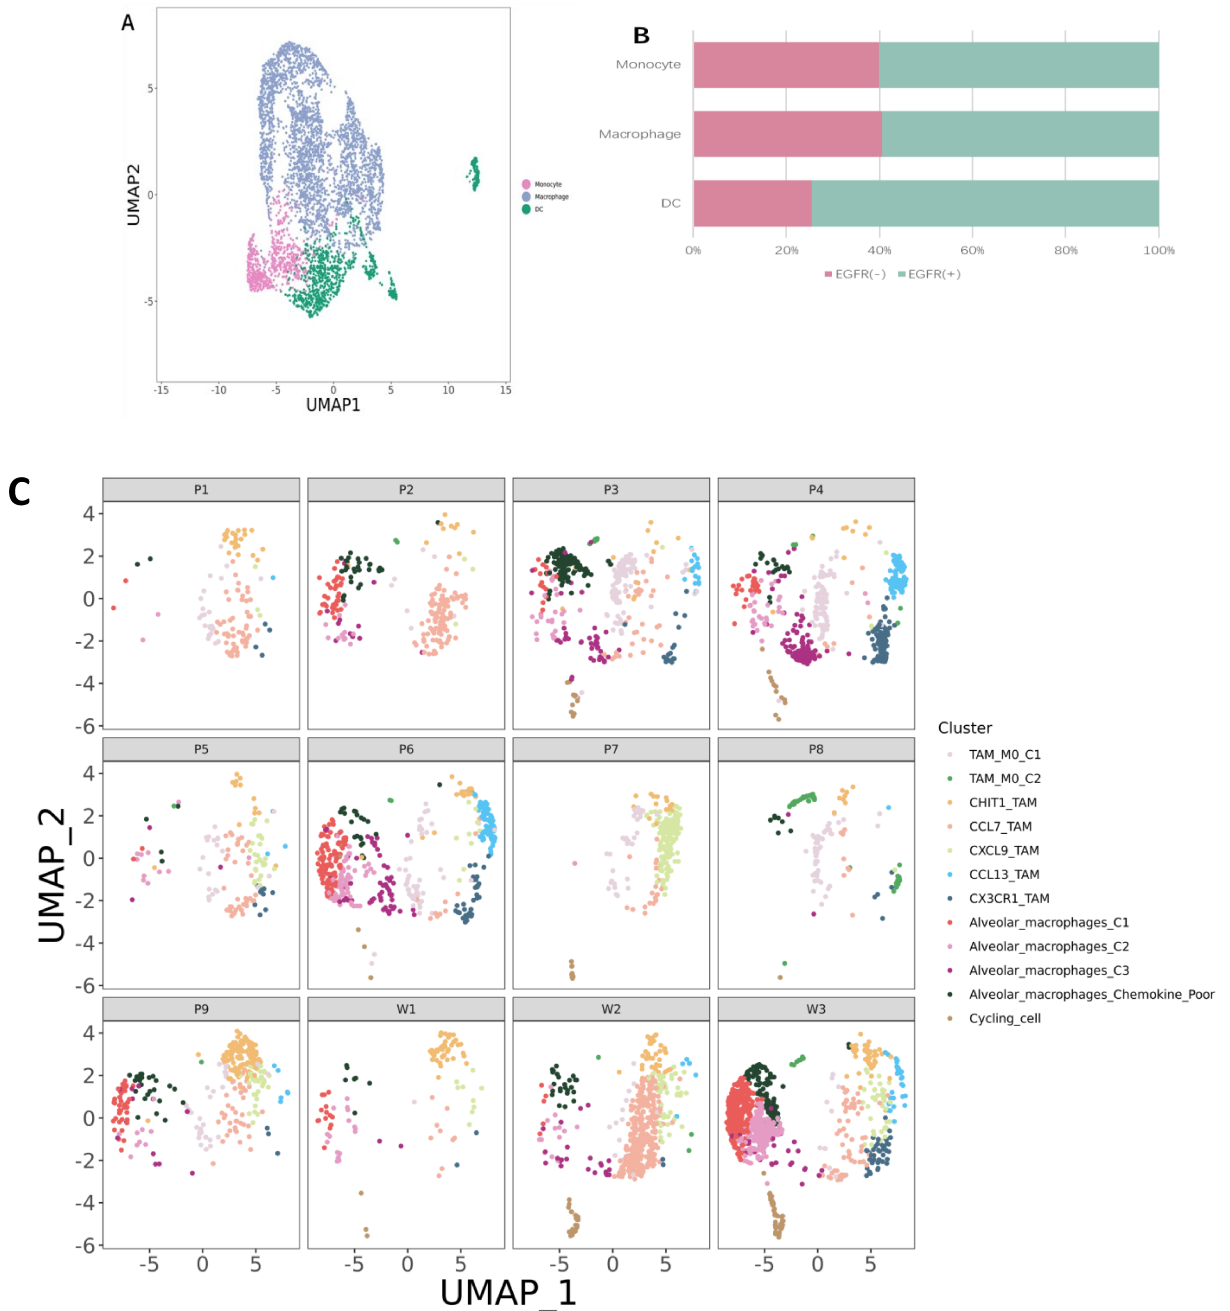 A
5
0
-5
UMAP2
-15
-10
-5
0
5
10
15
UMAP1
Monocyte
Macrophage
DC
B
Monocyte
Macrophage
DC
0%
20%
40%
60%
80%
100%
EGFR(-)
EGFR(+)
C
P1
P2
P3
P4
4
2
0
-2
-4
-6
P5
P6
P7
P8
4
2
0
-2
-4
-6
P9
W1
W2
W3
4
2
0
-2
-4
-6
UMAP_2
-5 0 5
-5 0 5
-5 0 5
-5 0 5
UMAP_1
Cluster
TAM_M0_C1
TAM_M0_C2
CHIT1_TAM
CCL7_TAM
CXCL9_TAM
CCL13_TAM
CX3CR1_TAM
Alveolar_macrophages_C1
Alveolar_macrophages_C2
Alveolar_macrophages_C3
Alveolar_macrophages_Chemokine_Poor
Cycling_cell